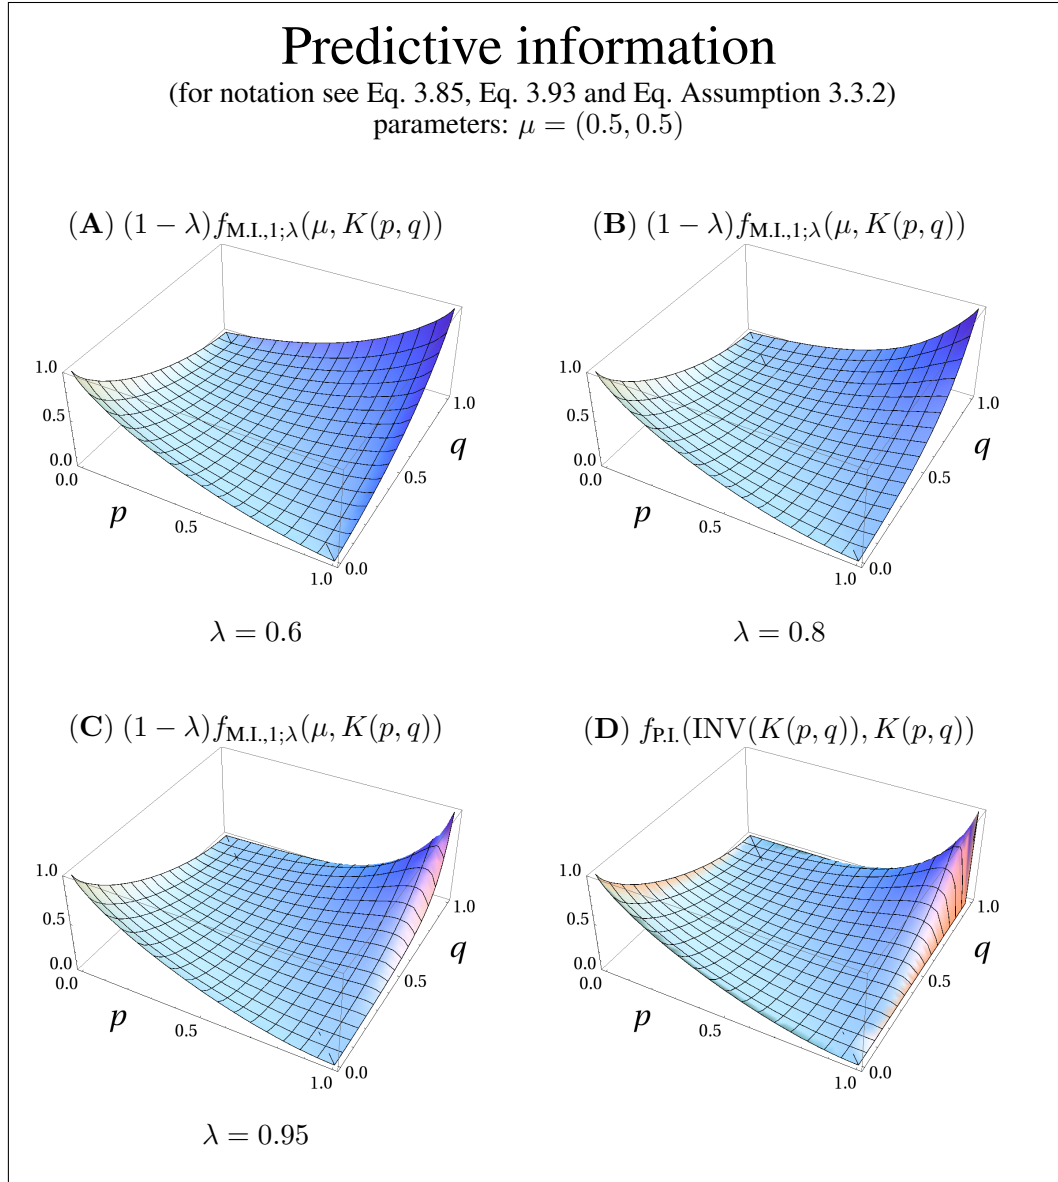 Predictive information
(for notation see Eq. 3.85, Eq. 3.93 and Eq. Assumption 3.3.2)
parameters: μ = (0.5, 0.5)
(A) (1 − λ)f_M.I.,1;λ(μ, K(p, q))
(B) (1 − λ)f_M.I.,1;λ(μ, K(p, q))
1.0
0.5
0.0
0.0
p
0.5
1.0
0.0
0.5
q
1.0
1.0
0.5
0.0
0.0
p
0.5
1.0
0.0
0.5
q
1.0
λ = 0.6
λ = 0.8
(C) (1 − λ)f_M.I.,1;λ(μ, K(p, q))
(D) f_P.I.(INV(K(p, q)), K(p, q))
1.0
0.5
0.0
0.0
p
0.5
1.0
0.0
0.5
q
1.0
1.0
0.5
0.0
0.0
p
0.5
1.0
0.0
0.5
q
1.0
λ = 0.95